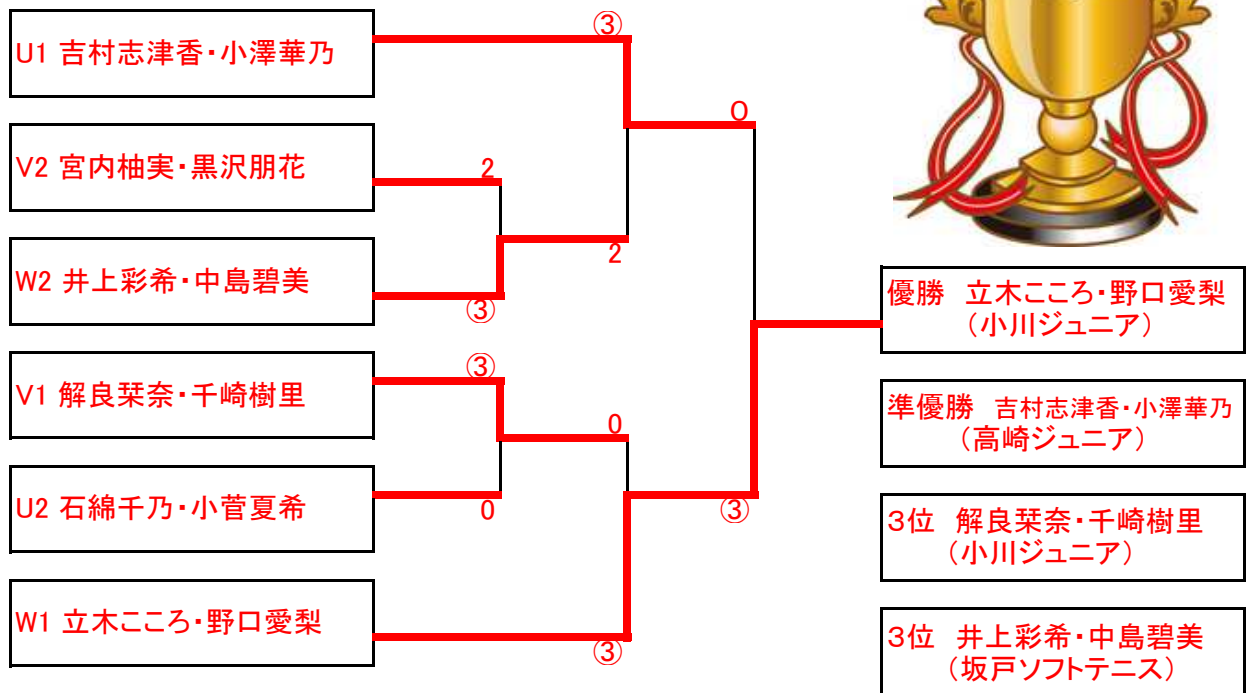 ③
U1 吉村志津香・小澤華乃
0
V2 宮内柚実・黒沢朋花
2
2
W2 井上彩希・中島碧美
③
優勝　立木こころ・野口愛梨
（小川ジュニア）
③
V1 解良栞奈・千崎樹里
0
準優勝　吉村志津香・小澤華乃
（高崎ジュニア）
U2 石綿千乃・小菅夏希
0
③
3位　解良栞奈・千崎樹里
（小川ジュニア）
W1 立木こころ・野口愛梨
③
3位　井上彩希・中島碧美
（坂戸ソフトテニス）